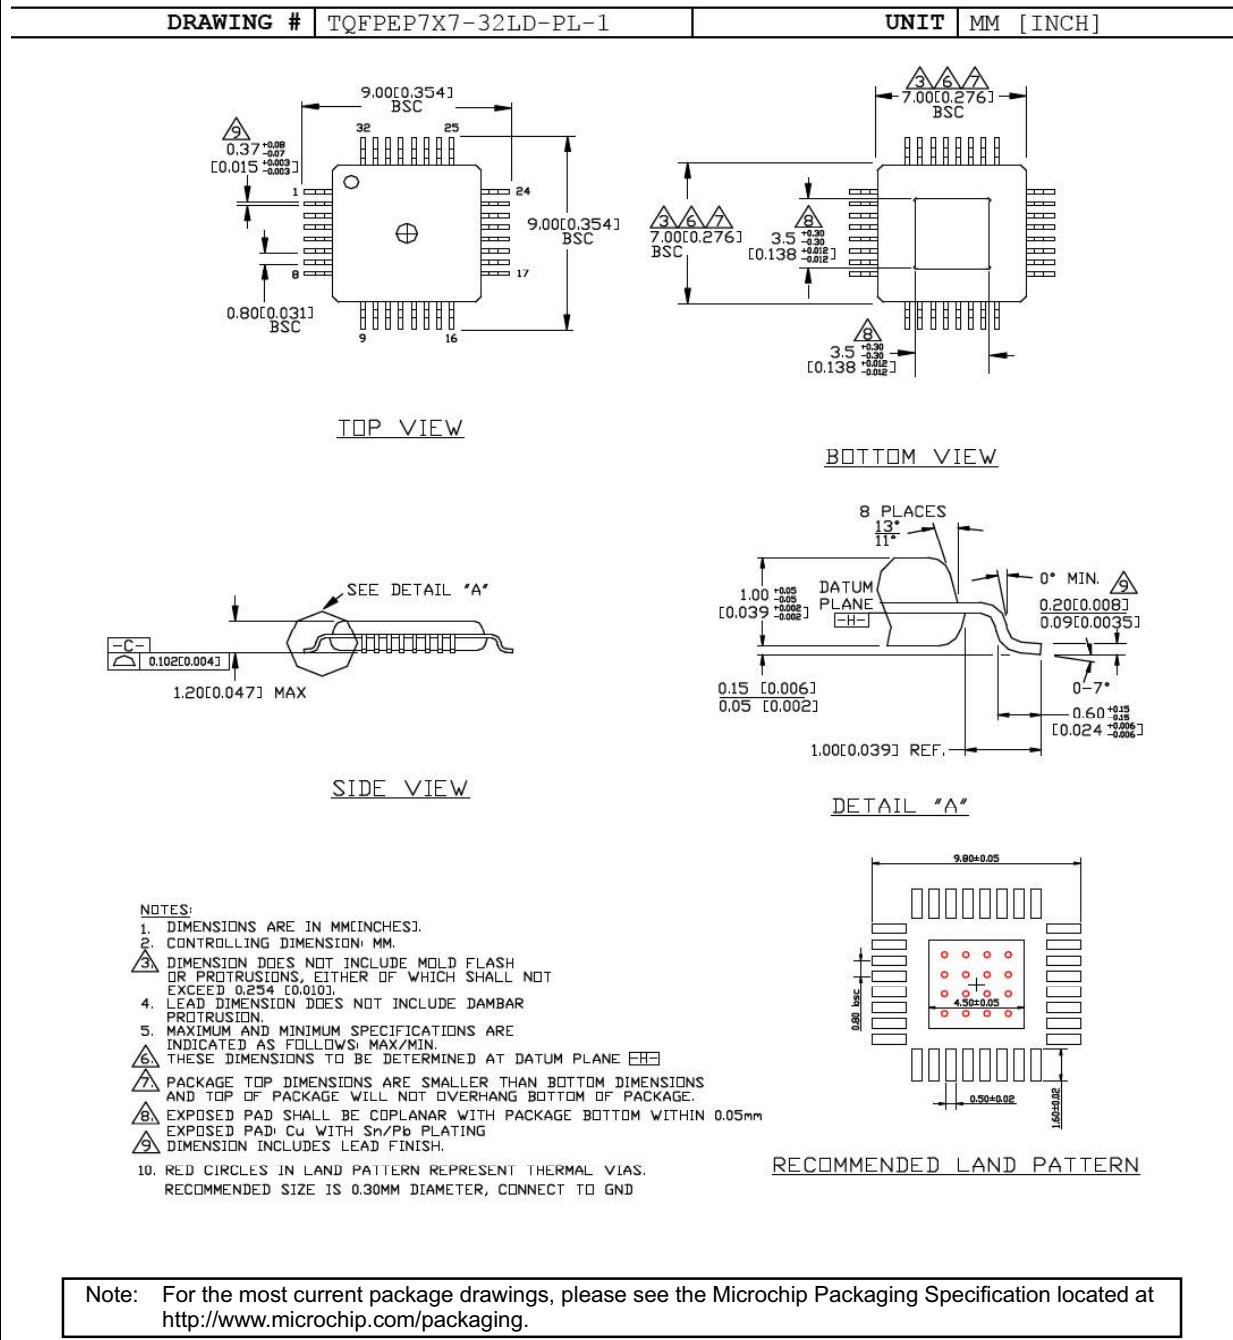 DRAWING # TQFPEP7X7-32LD-PL-1 UNIT MM [INCH]
9.00[0.354]
BSC
9
0.37 +0.08 -0.07
[0.015 +0.003 -0.003]
32 25
1 24
8 17
9 16
9.00[0.354]
BSC
0.80[0.031]
BSC
TOP VIEW
3 6 7
7.00[0.276]
BSC
3 6 7
7.00[0.276]
BSC
8
3.5 +0.30 -0.30
[0.138 +0.012 -0.012]
8
3.5 +0.30 -0.30
[0.138 +0.012 -0.012]
BOTTOM VIEW
SEE DETAIL "A"
-C-
0.102[0.004]
1.20[0.047] MAX
SIDE VIEW
8 PLACES
13°
11°
1.00 +0.05 -0.05
[0.039 +0.002 -0.002]
DATUM
PLANE
-H-
0° MIN.
9
0.20[0.008]
0.09[0.0035]
0.15 [0.006]
0.05 [0.002]
0-7°
0.60 +0.15 -0.15
[0.024 +0.006 -0.006]
1.00[0.039] REF.
DETAIL "A"
9.80±0.05
0.80 bsc
4.50±0.05
0.50±0.02
1.60±0.02
RECOMMENDED LAND PATTERN
NOTES:
1. DIMENSIONS ARE IN MM[INCHES].
2. CONTROLLING DIMENSION: MM.
3. DIMENSION DOES NOT INCLUDE MOLD FLASH
OR PROTRUSIONS, EITHER OF WHICH SHALL NOT
EXCEED 0.254 [0.010].
4. LEAD DIMENSION DOES NOT INCLUDE DAMBAR
PROTRUSION.
5. MAXIMUM AND MINIMUM SPECIFICATIONS ARE
INDICATED AS FOLLOWS: MAX/MIN.
6. THESE DIMENSIONS TO BE DETERMINED AT DATUM PLANE -H-
7. PACKAGE TOP DIMENSIONS ARE SMALLER THAN BOTTOM DIMENSIONS
AND TOP OF PACKAGE WILL NOT OVERHANG BOTTOM OF PACKAGE.
8. EXPOSED PAD SHALL BE COPLANAR WITH PACKAGE BOTTOM WITHIN 0.05mm
EXPOSED PAD: Cu WITH Sn/Pb PLATING
9. DIMENSION INCLUDES LEAD FINISH.
10. RED CIRCLES IN LAND PATTERN REPRESENT THERMAL VIAS.
RECOMMENDED SIZE IS 0.30MM DIAMETER, CONNECT TO GND
Note: For the most current package drawings, please see the Microchip Packaging Specification located at
http://www.microchip.com/packaging.